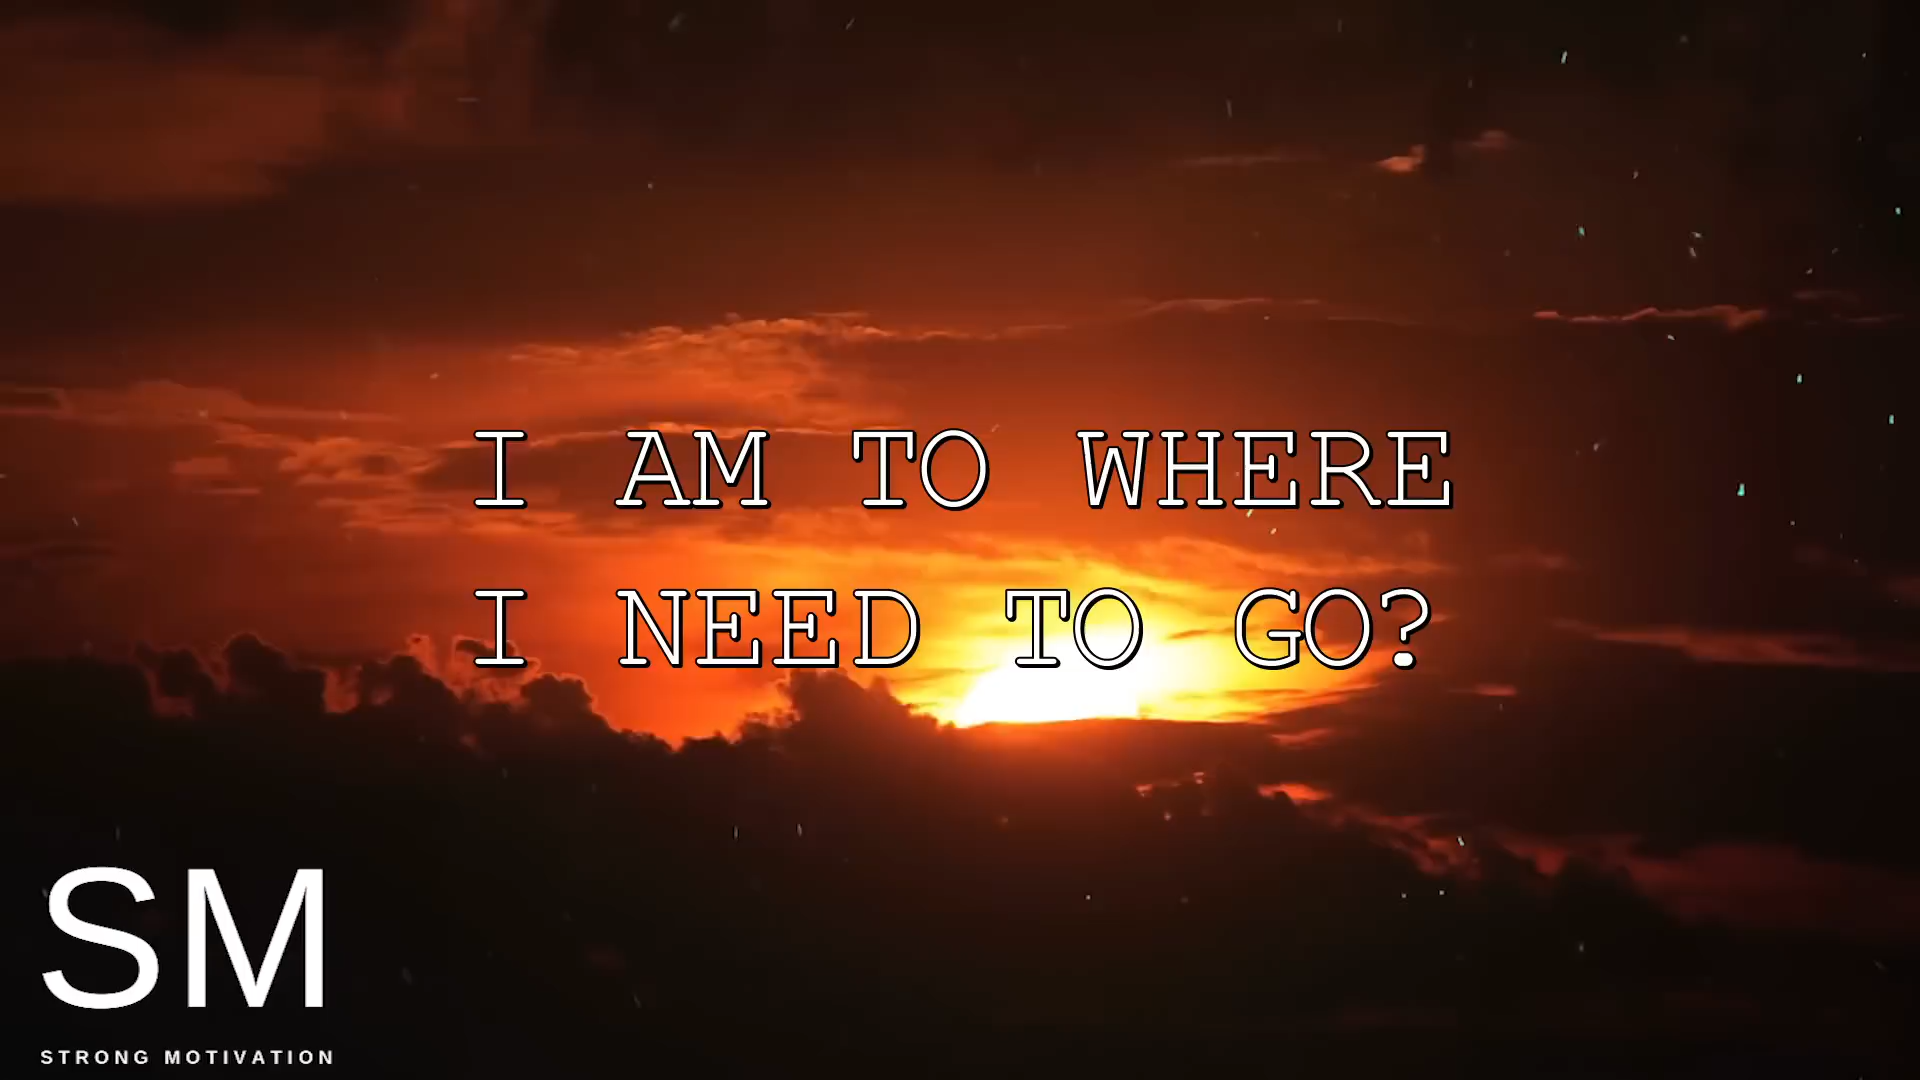 I AM TO WHERE
I NEED TO GO?
SM
STRONG MOTIVATION